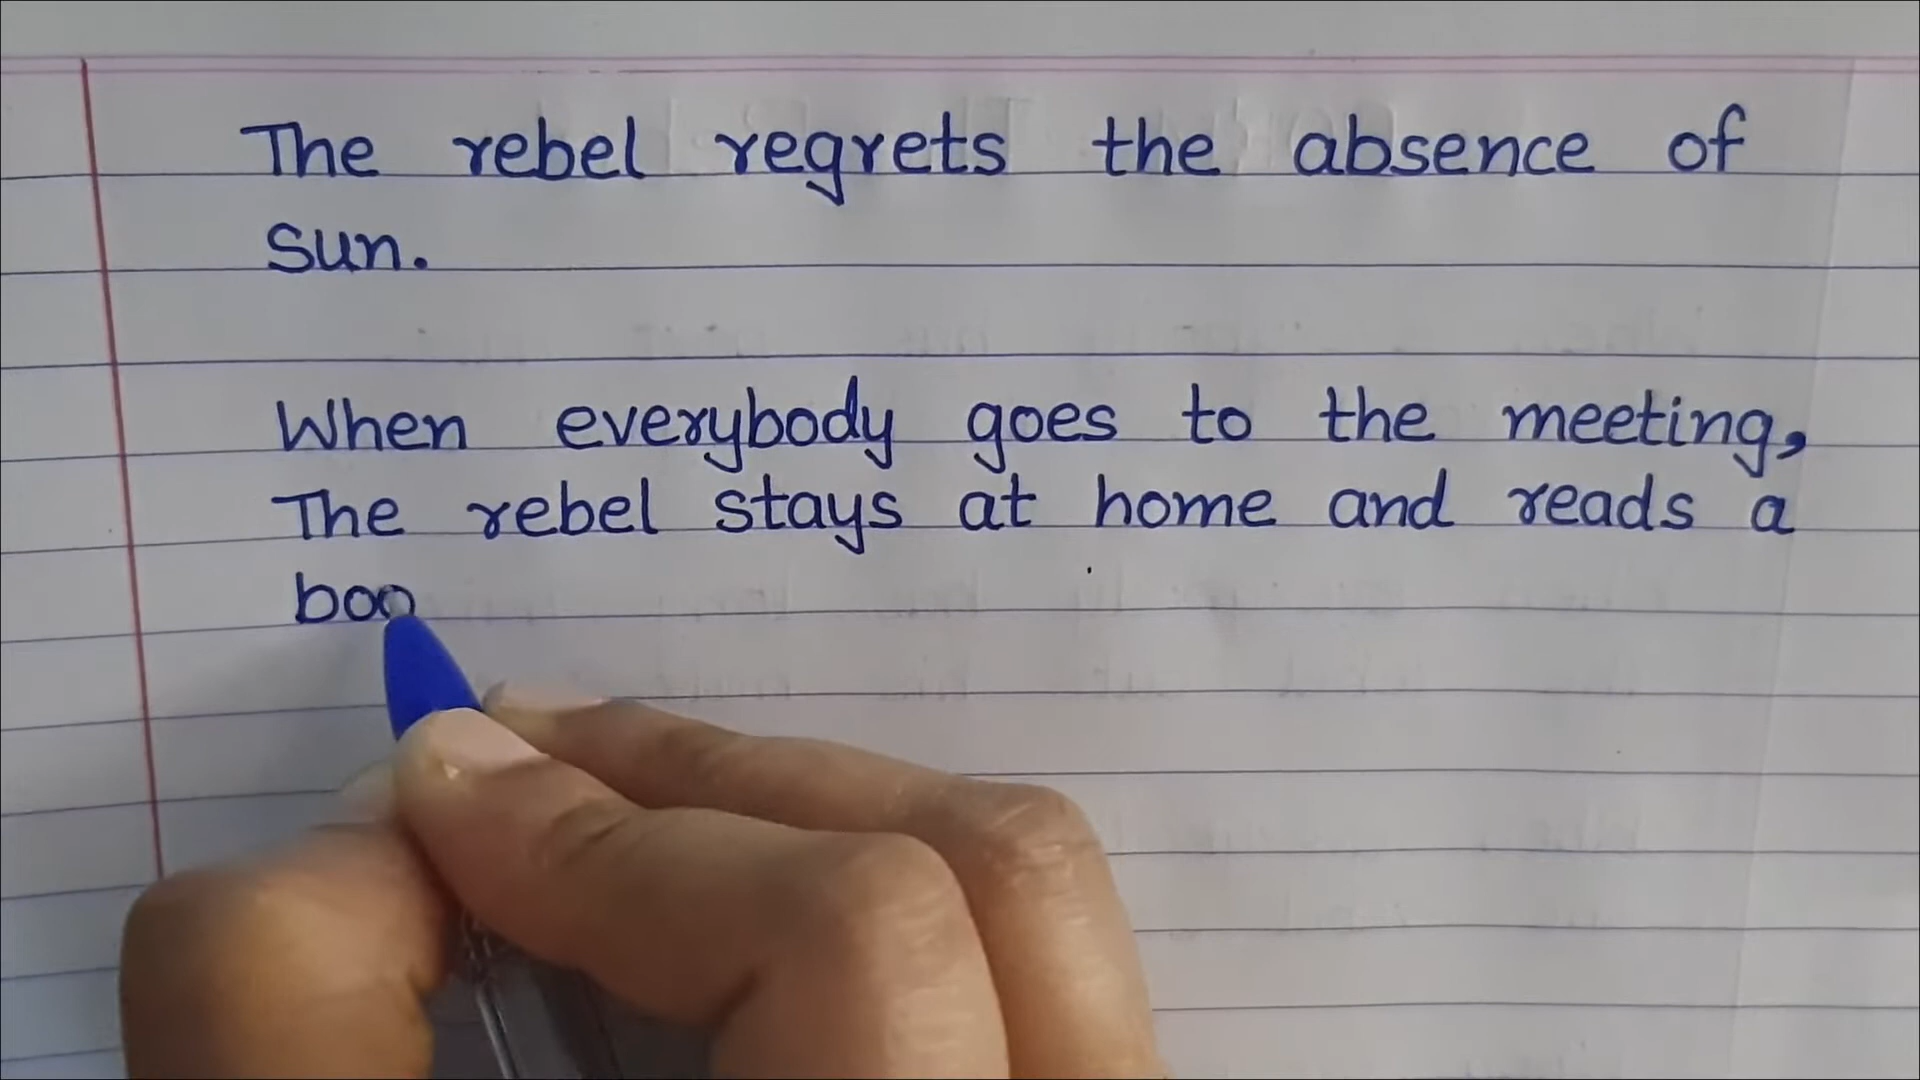 The rebel regrets the absence of
sun.
When everybody goes to the meeting,
The rebel stays at home and reads a
boo